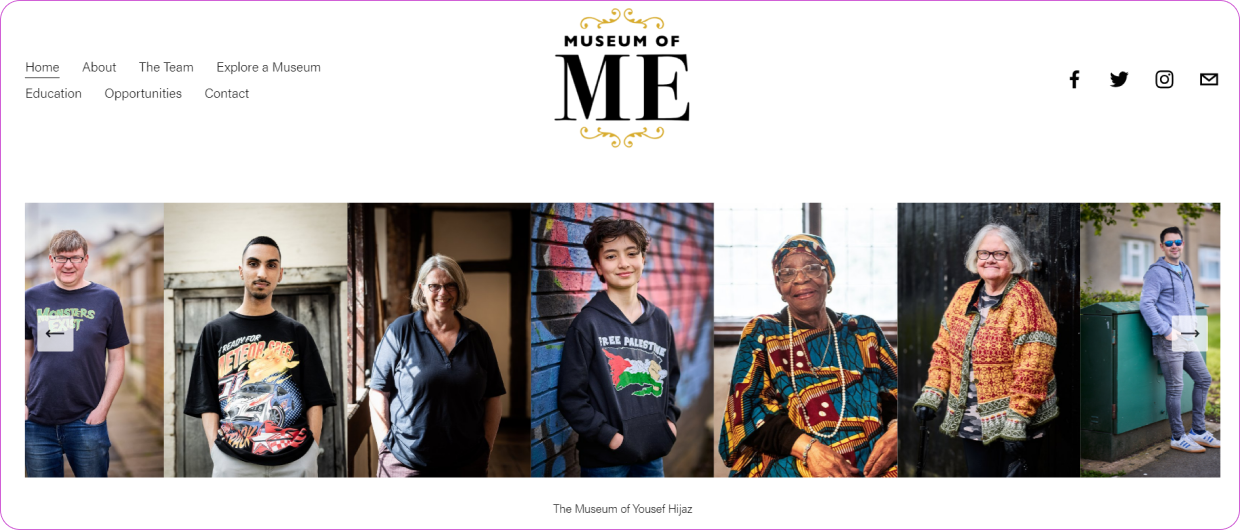 MUSEUM OF
ME
Home About The Team Explore a Museum
Education Opportunities Contact
MONSTERS
EXIST
READY FOR
METEOR
FREE PALESTINE
The Museum of Yousef Hijaz